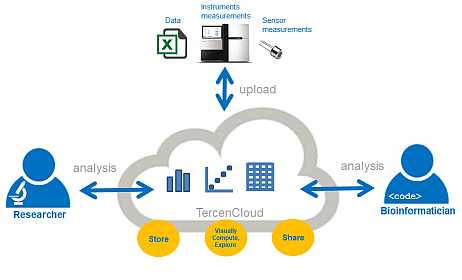 Data
Instruments
measurements
Sensor
measurements
upload
analysis
analysis
<code>
Researcher
TercenCloud
Bioinformatician
Store
Visually
Compute,
Explore
Share